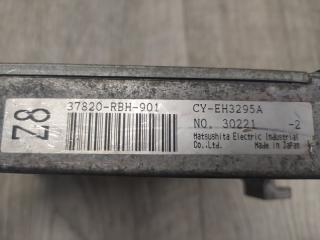 Z8
37820-RBH-901 CY-EH3295A
NO. 30221 -2
Matsushita Electric Industrial
Co.,Ltd. Made in Japan